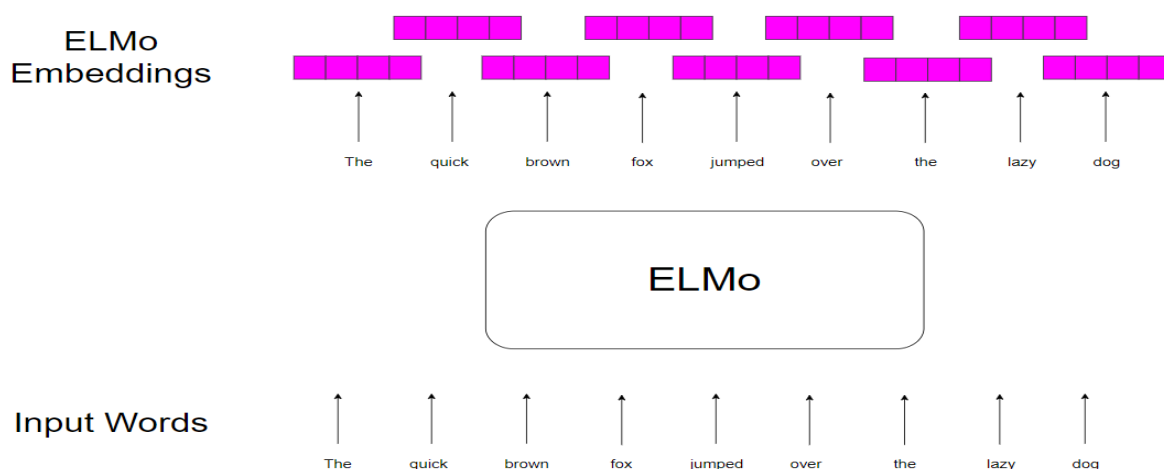 ELMo
Embeddings
The quick brown fox jumped over the lazy dog
ELMo
Input Words
The quick brown fox jumped over the lazy dog